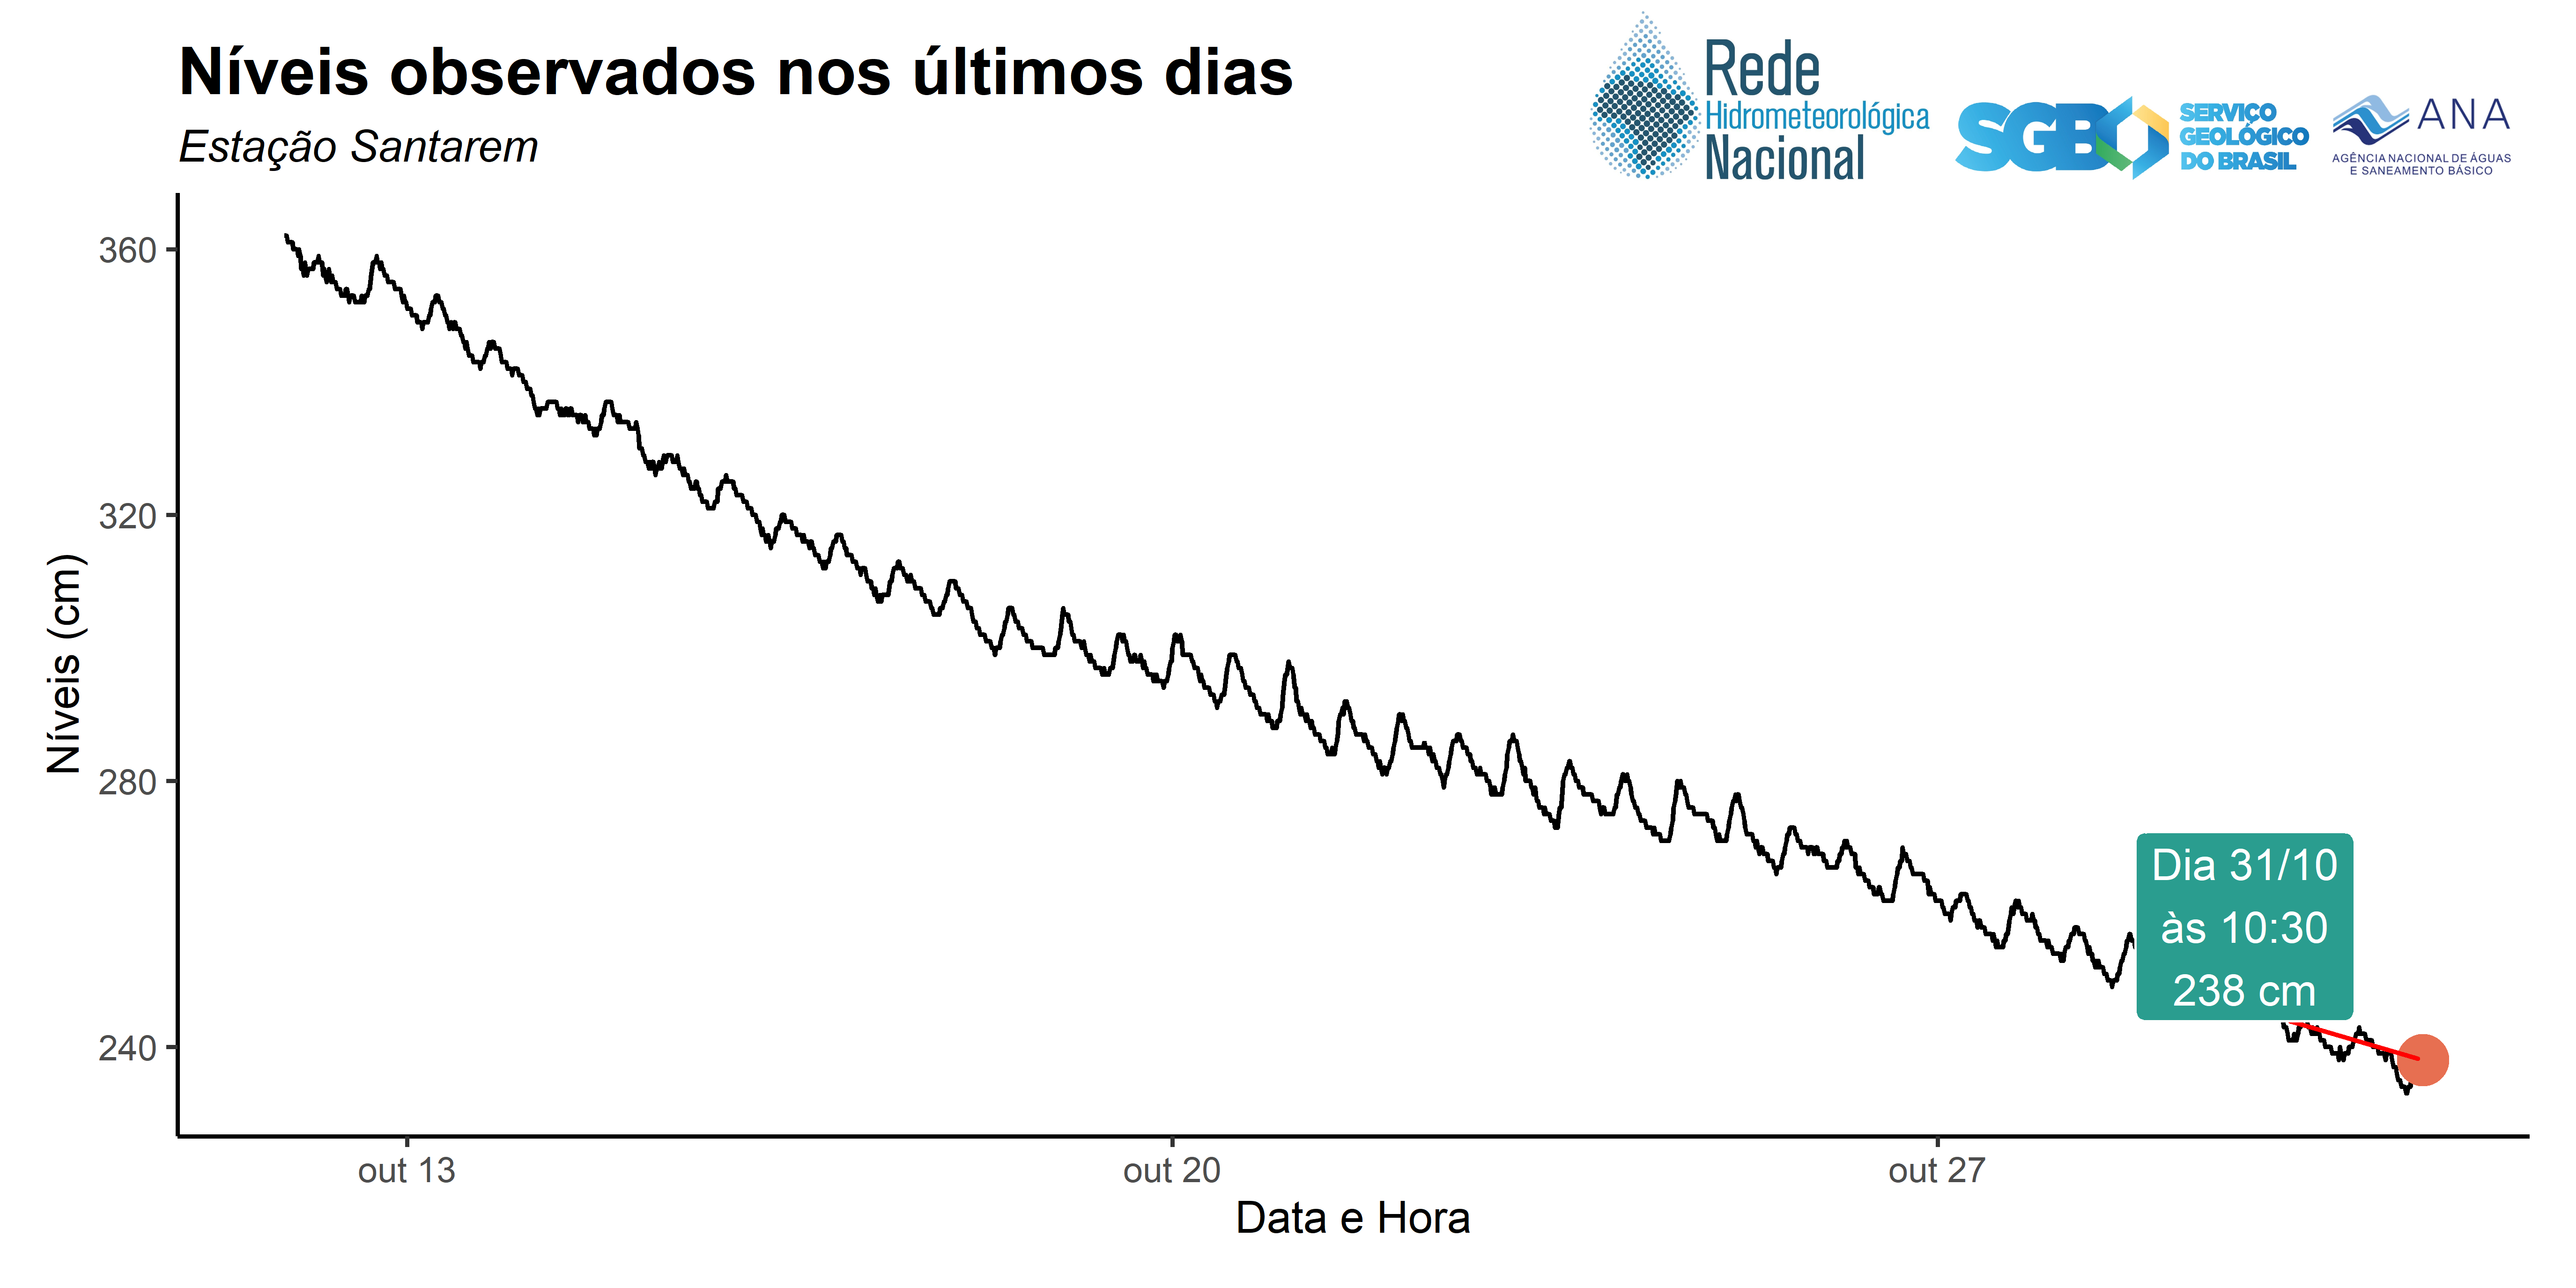 Níveis observados nos últimos dias
Estação Santarem
Rede
Hidrometeorológica
Nacional
SGB
SERVIÇO
GEOLÓGICO
DO BRASIL
ANA
AGÊNCIA NACIONAL DE ÁGUAS
E SANEAMENTO BÁSICO
Níveis (cm)
360
320
280
240
Dia 31/10
às 10:30
238 cm
out 13
out 20
out 27
Data e Hora